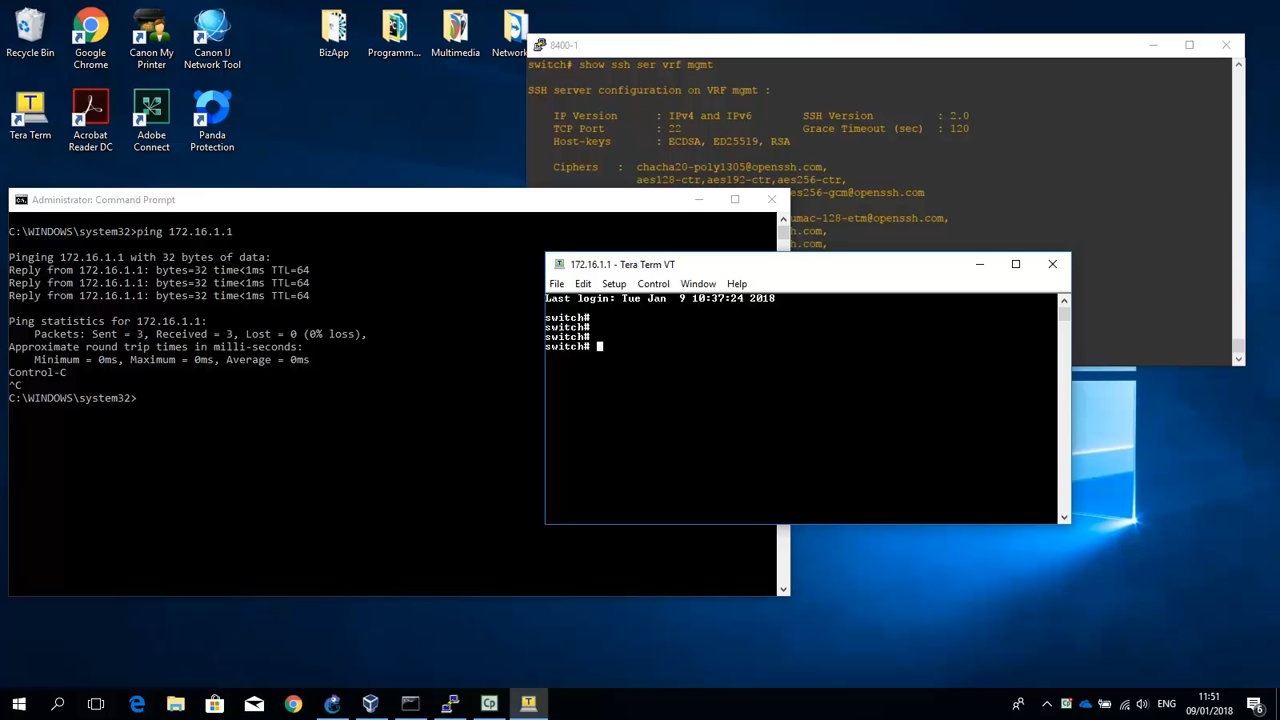 Recycle Bin
Google Chrome
Canon My Printer
Canon IJ Network Tool
BizApp
Programm...
Multimedia
Network
Tera Term
Acrobat Reader DC
Adobe Connect
Panda Protection
8400-1
switch# show ssh ser vrf mgmt
SSH server configuration on VRF mgmt :
IP Version : IPv4 and IPv6 SSH Version : 2.0
TCP Port : 22 Grace Timeout (sec) : 120
Host-keys : ECDSA, ED25519, RSA
Ciphers : chacha20-poly1305@openssh.com,
aes128-ctr,aes192-ctr,aes256-ctr,
es256-gcm@openssh.com
umac-128-etm@openssh.com,
sh.com,
sh.com,
Administrator: Command Prompt
C:\WINDOWS\system32>ping 172.16.1.1
Pinging 172.16.1.1 with 32 bytes of data:
Reply from 172.16.1.1: bytes=32 time<1ms TTL=64
Reply from 172.16.1.1: bytes=32 time<1ms TTL=64
Reply from 172.16.1.1: bytes=32 time<1ms TTL=64
Ping statistics for 172.16.1.1:
Packets: Sent = 3, Received = 3, Lost = 0 (0% loss),
Approximate round trip times in milli-seconds:
Minimum = 0ms, Maximum = 0ms, Average = 0ms
Control-C
^C
C:\WINDOWS\system32>
172.16.1.1 - Tera Term VT
File Edit Setup Control Window Help
Last login: Tue Jan 9 10:37:24 2018
switch#
switch#
switch#
switch#
ENG
11:51
09/01/2018
6